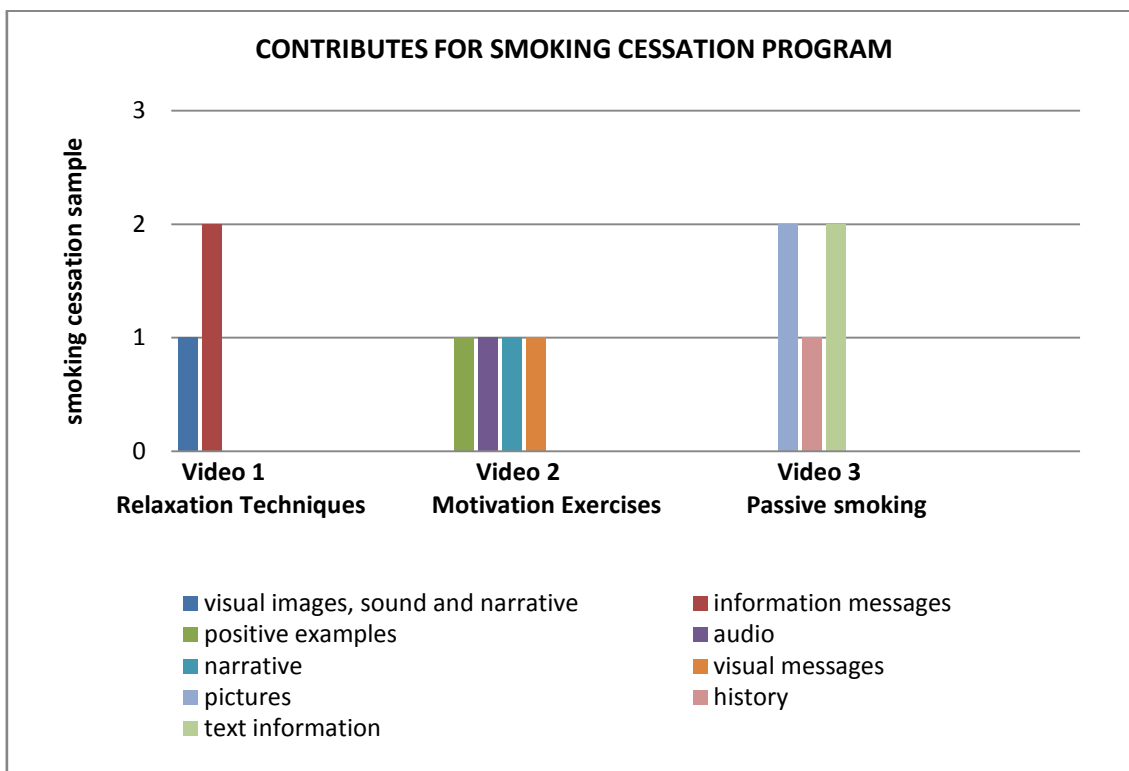 CONTRIBUTES FOR SMOKING CESSATION PROGRAM
smoking cessation sample
3
2
1
0
Video 1
Relaxation Techniques
Video 2
Motivation Exercises
Video 3
Passive smoking
visual images, sound and narrative
information messages
positive examples
audio
narrative
visual messages
pictures
history
text information